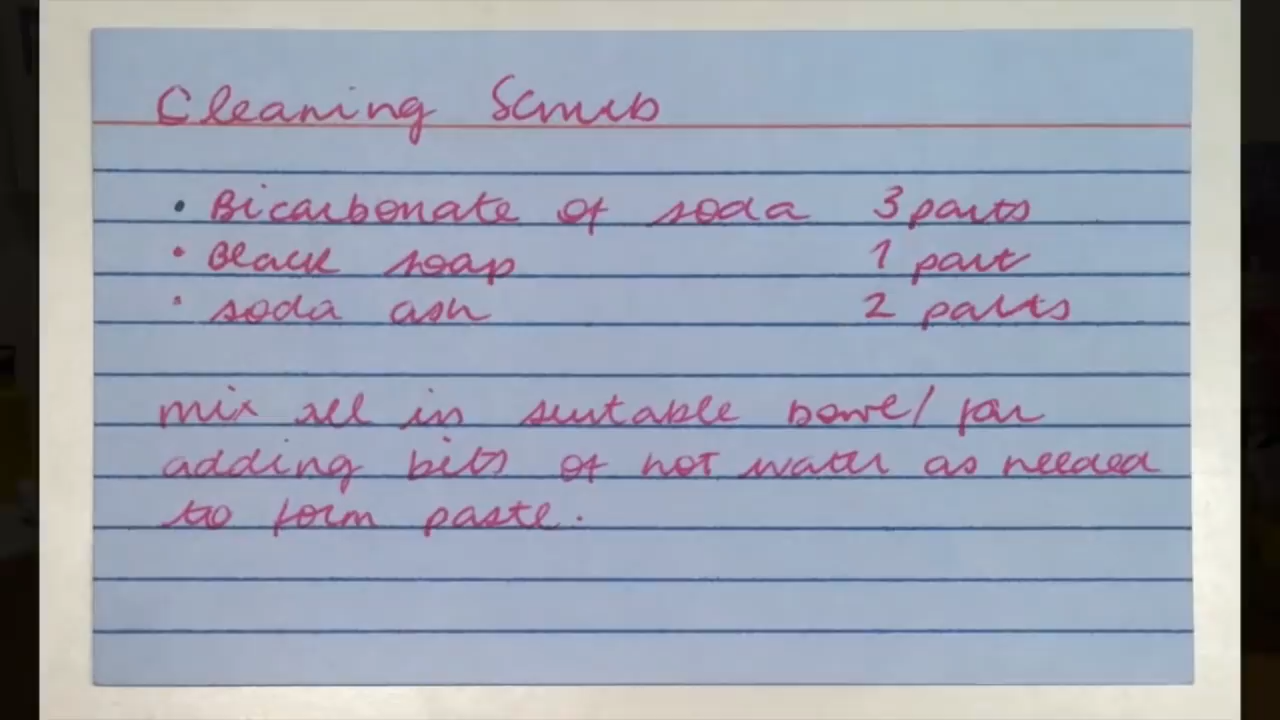 Cleaning Scrub
• Bicarbonate of soda 3 parts
• Black soap 1 part
• soda ash 2 parts
mix all in suitable bowl/jar
adding bits of hot water as needed
to form paste.